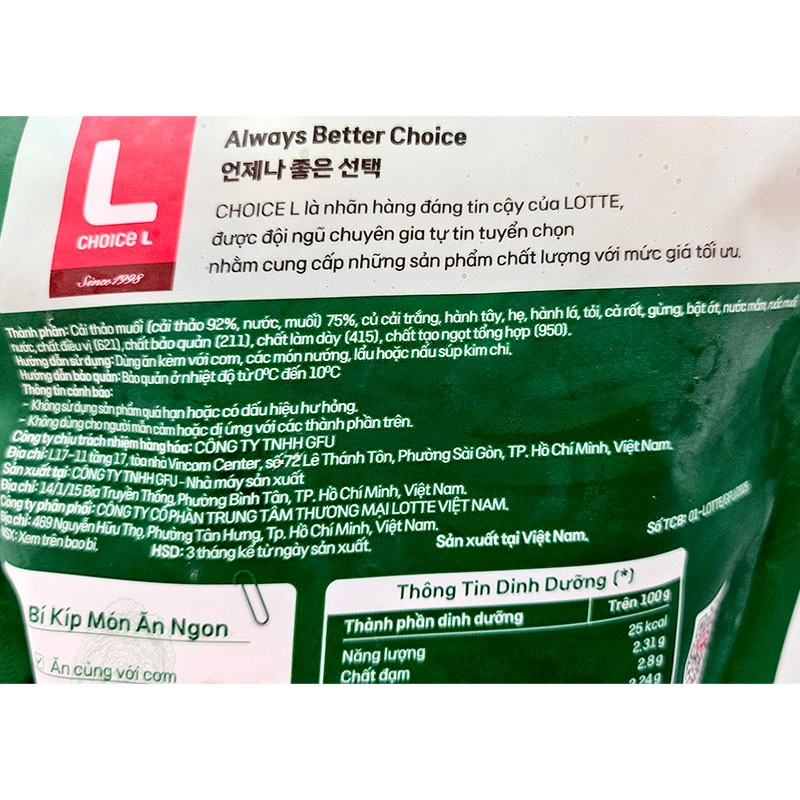 L
CHOICE L
Since 1998
Always Better Choice
언제나 좋은 선택
CHOICE L là nhãn hàng đáng tin cậy của LOTTE,
được đội ngũ chuyên gia tự tin tuyển chọn
nhằm cung cấp những sản phẩm chất lượng với mức giá tối ưu.
Thành phần: Cải thảo muối (cải thảo 92%, nước, muối) 75%, củ cải trắng, hành tây, hẹ, hành lá, tỏi, cà rốt, gừng, bột ớt, nước mắm, nước muối
nước, chất điều vị (621), chất bảo quản (211), chất làm dày (415), chất tạo ngọt tổng hợp (950).
Hướng dẫn sử dụng: Dùng ăn kèm với cơm, các món nướng, lẩu hoặc nấu súp kim chi.
Hướng dẫn bảo quản: Bảo quản ở nhiệt độ từ 0ºC đến 10ºC
Thông tin cảnh báo:
- Không sử dụng sản phẩm quá hạn hoặc có dấu hiệu hư hỏng.
- Không dùng cho người mẫn cảm hoặc dị ứng với các thành phần trên.
Công ty chịu trách nhiệm hàng hóa: CÔNG TY TNHH GFU
Địa chỉ: L17-11 tầng 17, tòa nhà Vincom Center, số 72 Lê Thánh Tôn, Phường Sài Gòn, TP. Hồ Chí Minh, Việt Nam.
Sản xuất tại: CÔNG TY TNHH GFU - Nhà máy sản xuất
Địa chỉ: 14/1/15 Bia Truyền Thống, Phường Bình Tân, TP. Hồ Chí Minh, Việt Nam.
Công ty phân phối: CÔNG TY CỔ PHẦN TRUNG TÂM THƯƠNG MẠI LOTTE VIỆT NAM.
Địa chỉ: 469 Nguyễn Hữu Thọ, Phường Tân Hưng, Tp. Hồ Chí Minh, Việt Nam.
NSX: Xem trên bao bì. HSD: 3 tháng kể từ ngày sản xuất. Sản xuất tại Việt Nam. Số TCB: 01-LOTTE/GFU/2025
Bí Kíp Món Ăn Ngon
Ăn cùng với cơm
Thông Tin Dinh Dưỡng (*)
Thành phần dinh dưỡng Trên 100g
Năng lượng 25 kcal
Chất đạm 2.31g
2.8g
2.24g